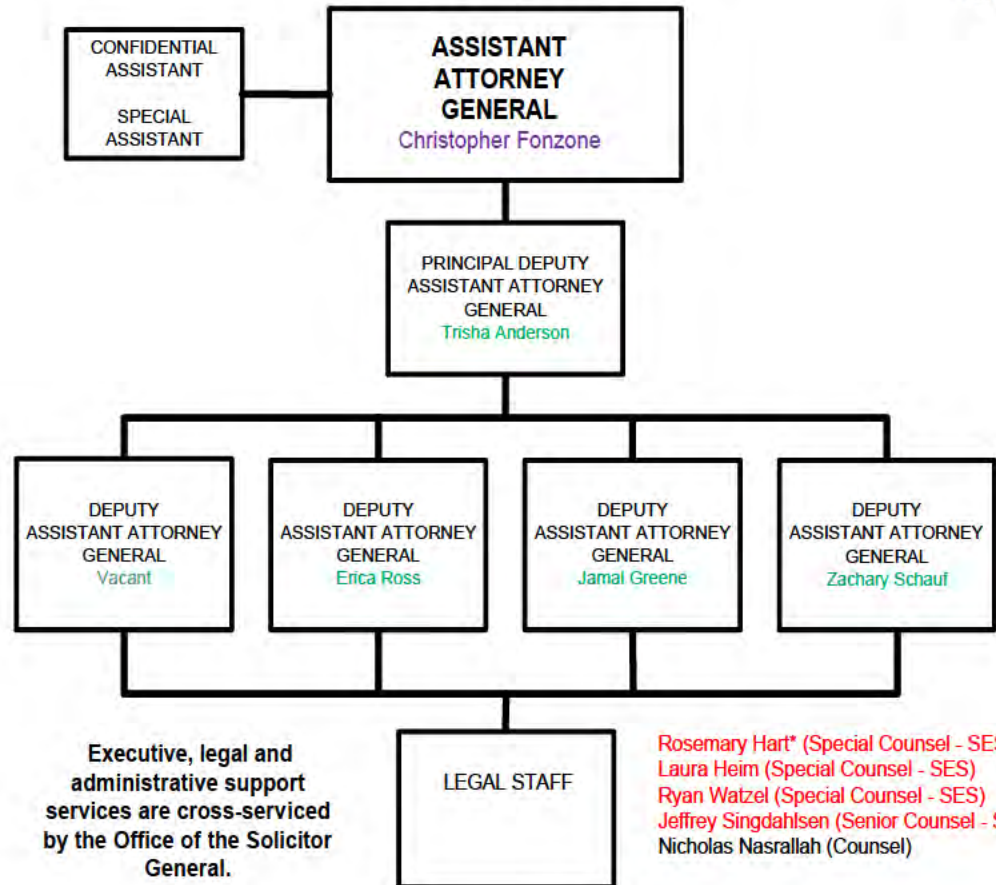 CONFIDENTIAL
ASSISTANT
SPECIAL
ASSISTANT
ASSISTANT
ATTORNEY
GENERAL
Christopher Fonzone
PRINCIPAL DEPUTY
ASSISTANT ATTORNEY
GENERAL
Trisha Anderson
DEPUTY
ASSISTANT ATTORNEY
GENERAL
Vacant
DEPUTY
ASSISTANT ATTORNEY
GENERAL
Erica Ross
DEPUTY
ASSISTANT ATTORNEY
GENERAL
Jamal Greene
DEPUTY
ASSISTANT ATTORNEY
GENERAL
Zachary Schauf
Executive, legal and
administrative support
services are cross-serviced
by the Office of the Solicitor
General.
LEGAL STAFF
Rosemary Hart* (Special Counsel - SES
Laura Heim (Special Counsel - SES)
Ryan Watzel (Special Counsel - SES)
Jeffrey Singdahlsen (Senior Counsel - S
Nicholas Nasrallah (Counsel)